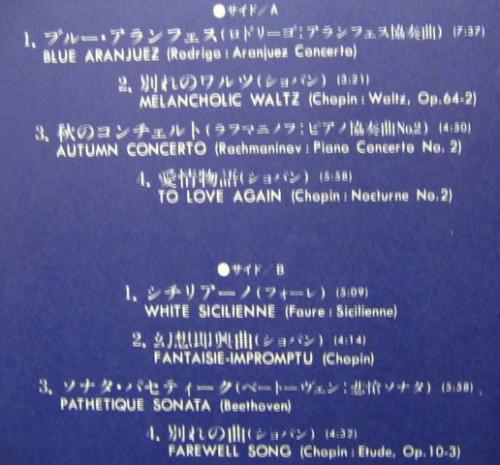 ●サイド/A
1. ブルー・アランフェス(ロドリーゴ:アランフェス協奏曲) (7:37)
BLUE ARANJUEZ (Rodrigo:Aranjuez Concerto)
2. 別れのワルツ(ショパン) (3:21)
MELANCHOLIC WALTZ (Chopin:Waltz, Op.64=2)
3. 秋のコンチェルト(ラフマニノフ:ピアノ協奏曲No.2) (4:50)
AUTUMN CONCERTO (Rachmaninov:Piano Concerto No. 2)
4. 愛情物語(ショパン) (5:58)
TO LOVE AGAIN (Chopin:Nocturne No.2)
●サイド/B
1. シチリアーノ(フォーレ) (5:09)
WHITE SICILIENNE (Faure:Sicilienne)
2. 幻想即興曲(ショパン) (4:14)
FANTAISIE=IMPROMPTU (Chopin)
3. ソナタ・パセティーク(ベートーヴェン:悲愴ソナタ) (5:58)
PATHETIQUE SONATA (Beethoven)
4. 別れの曲(ショパン) (4:32)
FAREWELL SONG (Chopin:Etude, Op.10=3)